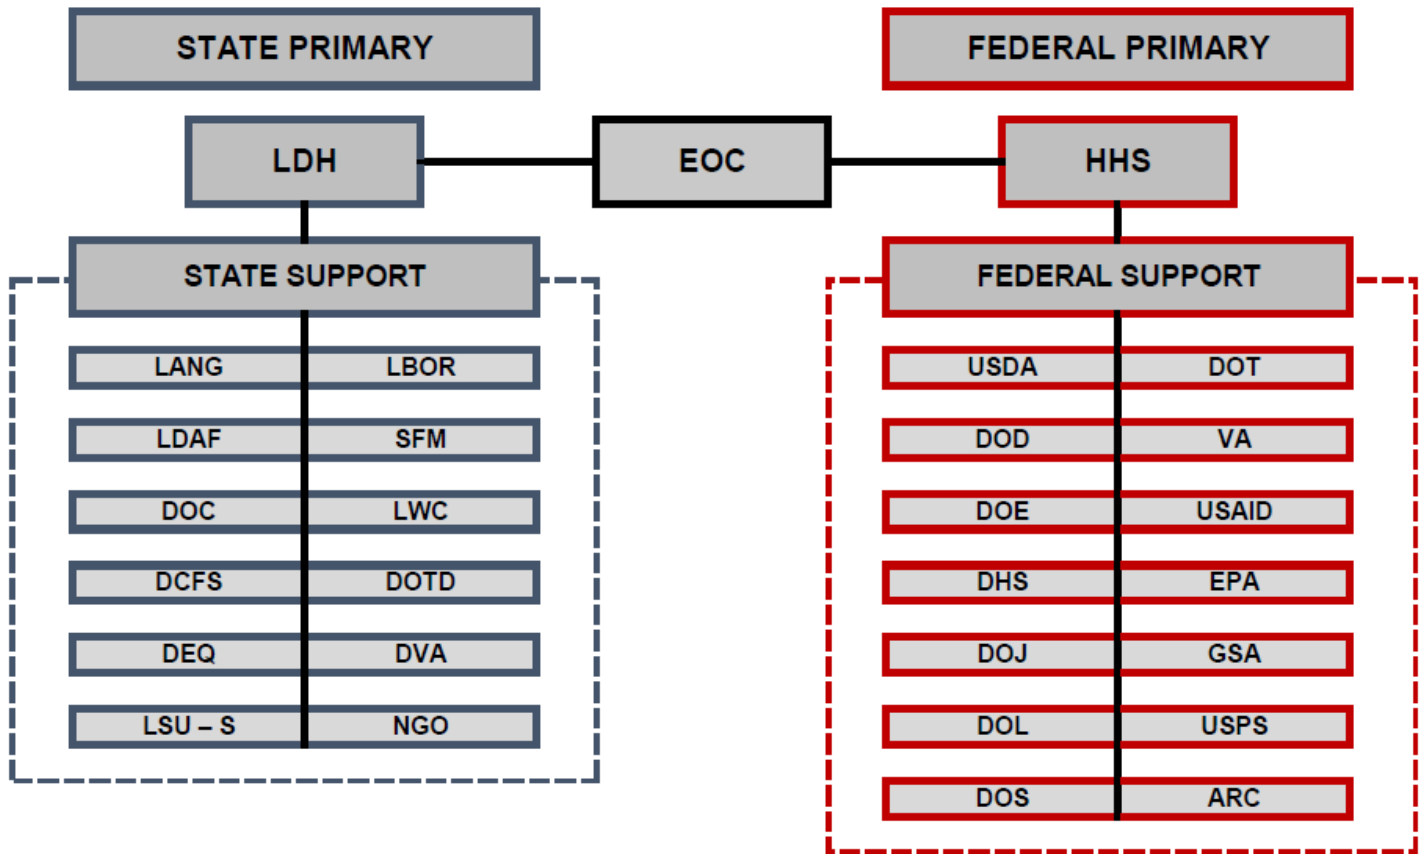 STATE PRIMARY
FEDERAL PRIMARY
LDH
EOC
HHS
STATE SUPPORT
FEDERAL SUPPORT
LANG
LBOR
LDAF
SFM
DOC
LWC
DCFS
DOTD
DEQ
DVA
LSU – S
NGO
USDA
DOT
DOD
VA
DOE
USAID
DHS
EPA
DOJ
GSA
DOL
USPS
DOS
ARC